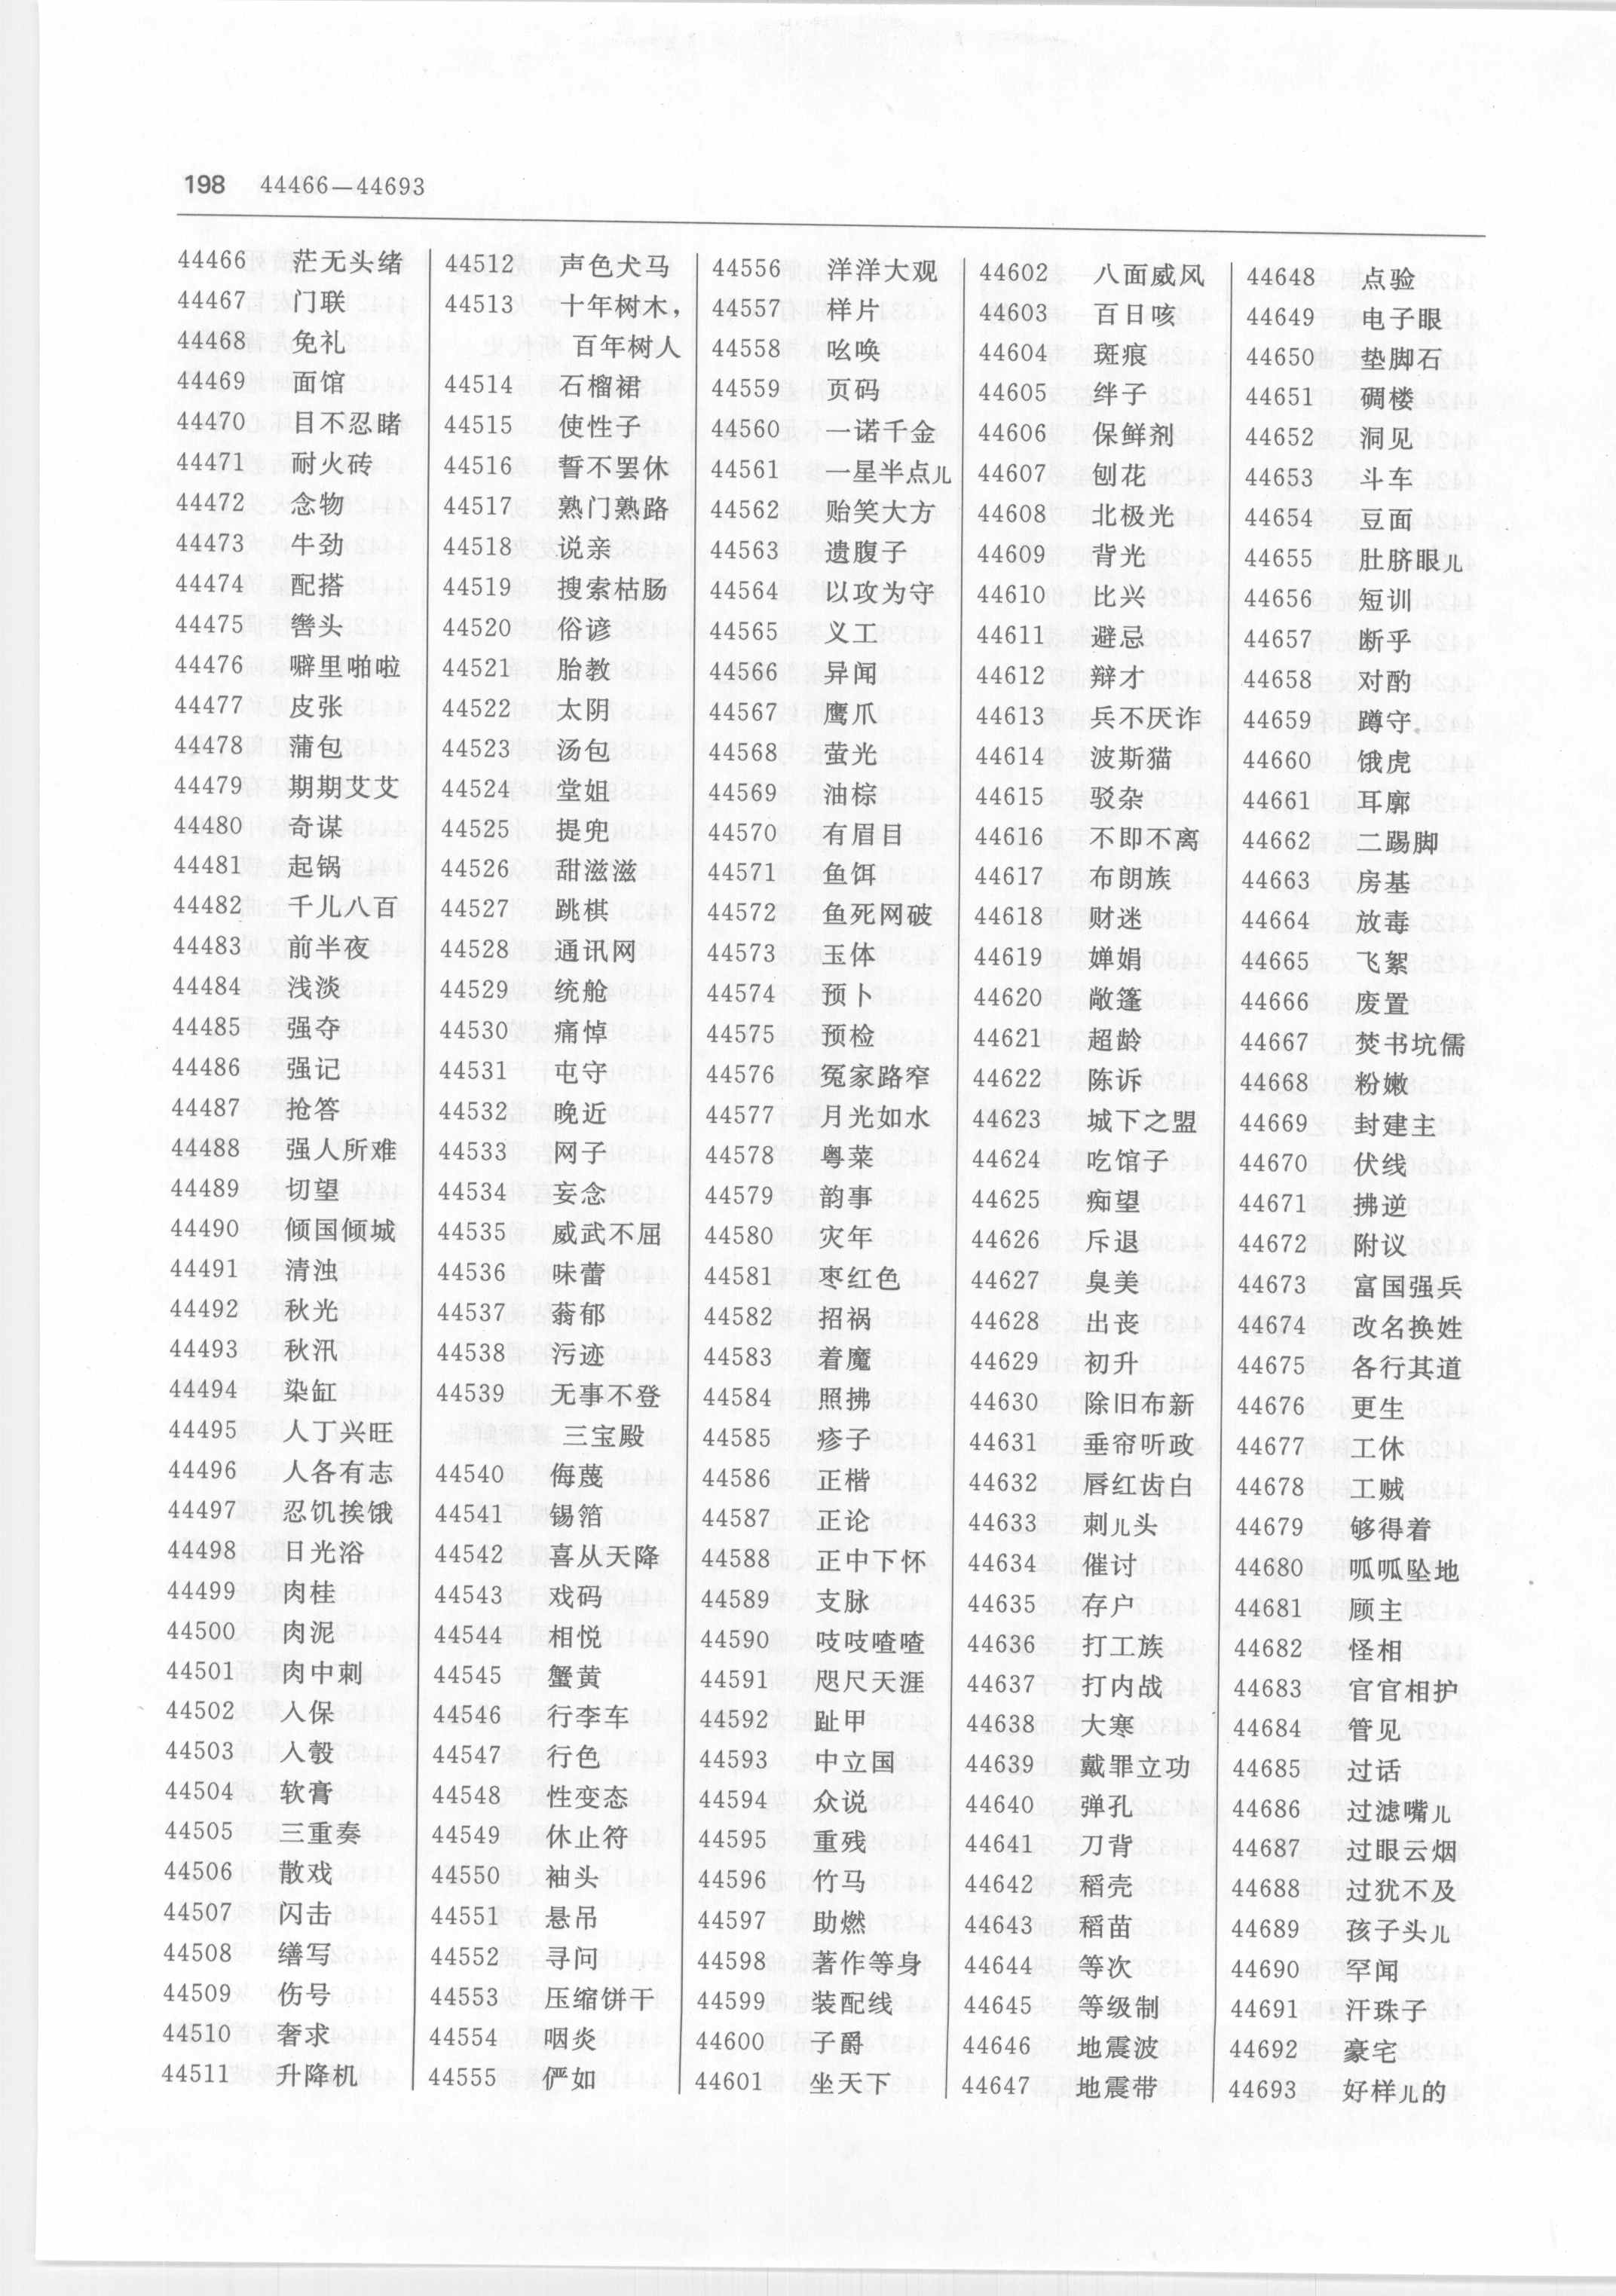 198 44466—44693
44466 茫无头绪
44467 门联
44468 免礼
44469 面馆
44470 目不忍睹
44471 耐火砖
44472 念物
44473 牛劲
44474 配搭
44475 辔头
44476 噼里啪啦
44477 皮张
44478 蒲包
44479 期期艾艾
44480 奇谋
44481 起锅
44482 千儿八百
44483 前半夜
44484 浅淡
44485 强夺
44486 强记
44487 抢答
44488 强人所难
44489 切望
44490 倾国倾城
44491 清浊
44492 秋光
44493 秋汛
44494 染缸
44495 人丁兴旺
44496 人各有志
44497 忍饥挨饿
44498 日光浴
44499 肉桂
44500 肉泥
44501 肉中刺
44502 人保
44503 入彀
44504 软膏
44505 三重奏
44506 散戏
44507 闪击
44508 缮写
44509 伤号
44510 奢求
44511 升降机
44512 声色犬马
44513 十年树木，
百年树人
44514 石榴裙
44515 使性子
44516 誓不罢休
44517 熟门熟路
44518 说亲
44519 搜索枯肠
44520 俗谚
44521 胎教
44522 太阴
44523 汤包
44524 堂姐
44525 提兜
44526 甜滋滋
44527 跳棋
44528 通讯网
44529 统舱
44530 痛悼
44531 屯守
44532 晚近
44533 网子
44534 妄念
44535 威武不屈
44536 味蕾
44537 蓊郁
44538 污迹
44539 无事不登
三宝殿
44540 侮蔑
44541 锡箔
44542 喜从天降
44543 戏码
44544 相悦
44545 蟹黄
44546 行李车
44547 行色
44548 性变态
44549 休止符
44550 袖头
44551 悬吊
44552 寻问
44553 压缩饼干
44554 咽炎
44555 俨如
44556 洋洋大观
44557 样片
44558 吆唤
44559 页码
44560 一诺千金
44561 一星半点儿
44562 贻笑大方
44563 遗腹子
44564 以攻为守
44565 义工
44566 异闻
44567 鹰爪
44568 萤光
44569 油棕
44570 有眉目
44571 鱼饵
44572 鱼死网破
44573 玉体
44574 预卜
44575 预检
44576 冤家路窄
44577 月光如水
44578 粤菜
44579 韵事
44580 灾年
44581 枣红色
44582 招祸
44583 着魔
44584 照拂
44585 疹子
44586 正楷
44587 正论
44588 正中下怀
44589 支脉
44590 吱吱喳喳
44591 咫尺天涯
44592 趾甲
44593 中立国
44594 众说
44595 重残
44596 竹马
44597 助燃
44598 著作等身
44599 装配线
44600 子爵
44601 坐天下
44602 八面威风
44603 百日咳
44604 斑痕
44605 绊子
44606 保鲜剂
44607 刨花
44608 北极光
44609 背光
44610 比兴
44611 避忌
44612 辩才
44613 兵不厌诈
44614 波斯猫
44615 驳杂
44616 不即不离
44617 布朗族
44618 财迷
44619 婵娟
44620 敞篷
44621 超龄
44622 陈诉
44623 城下之盟
44624 吃馆子
44625 痴望
44626 斥退
44627 臭美
44628 出丧
44629 初升
44630 除旧布新
44631 垂帘听政
44632 唇红齿白
44633 刺儿头
44634 催讨
44635 存户
44636 打工族
44637 打内战
44638 大寒
44639 戴罪立功
44640 弹孔
44641 刀背
44642 稻壳
44643 稻苗
44644 等次
44645 等级制
44646 地震波
44647 地震带
44648 点验
44649 电子眼
44650 垫脚石
44651 碉楼
44652 洞见
44653 斗车
44654 豆面
44655 肚脐眼儿
44656 短训
44657 断乎
44658 对酌
44659 蹲守
44660 饿虎
44661 耳廓
44662 二踢脚
44663 房基
44664 放毒
44665 飞絮
44666 废置
44667 焚书坑儒
44668 粉嫩
44669 封建主
44670 伏线
44671 拂逆
44672 附议
44673 富国强兵
44674 改名换姓
44675 各行其道
44676 更生
44677 工休
44678 工贼
44679 够得着
44680 呱呱坠地
44681 顾主
44682 怪相
44683 官官相护
44684 管见
44685 过话
44686 过滤嘴儿
44687 过眼云烟
44688 过犹不及
44689 孩子头儿
44690 罕闻
44691 汗珠子
44692 豪宅
44693 好样儿的